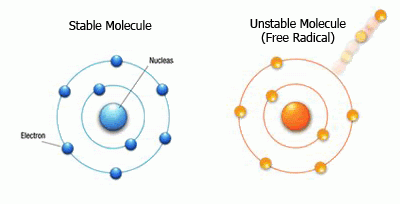 Stable Molecule
Unstable Molecule
(Free Radical)
Nucleas
Electron